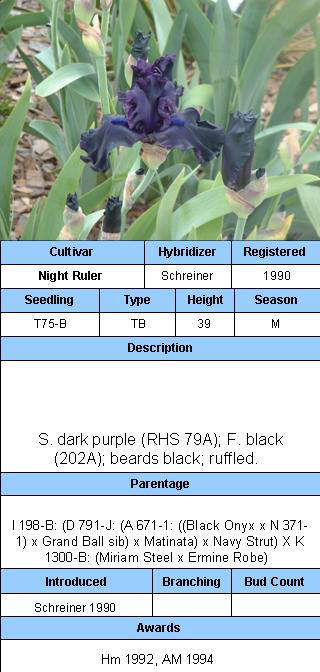 Cultivar Hybridizer Registered
Night Ruler Schreiner 1990
Seedling Type Height Season
T75-B TB 39 M
Description
S. dark purple (RHS 79A); F. black
(202A); beards black; ruffled.
Parentage
I 198-B: (D 791-J: (A 671-1: ((Black Onyx x N 371-
1) x Grand Ball sib) x Matinata) x Navy Strut) X K
1300-B: (Miriam Steel x Ermine Robe)
Introduced Branching Bud Count
Schreiner 1990
Awards
Hm 1992, AM 1994